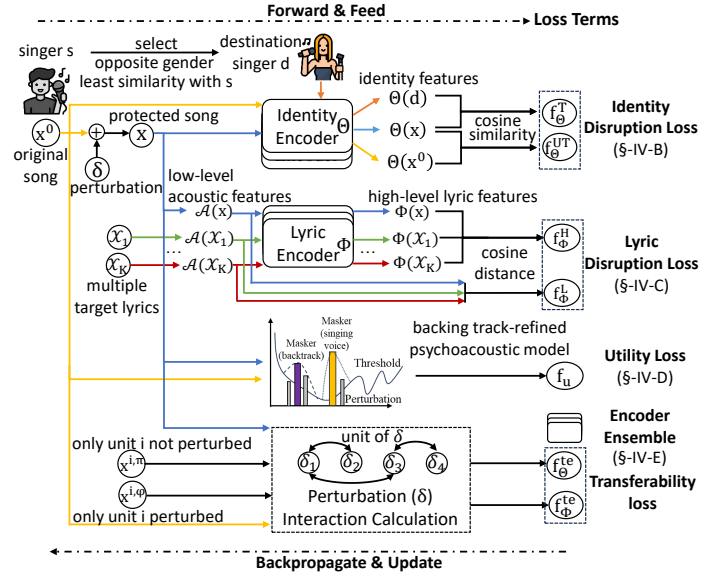 Forward & Feed
Loss Terms
singer s
select
opposite gender
least similarity with s
destination
singer d
protected song
x⁰
+
x
original
song
δ
perturbation
Identity
Encoder Θ
identity features
Θ(d)
Θ(x)
Θ(x⁰)
cosine
similarity
f_Θ^T
f_Θ^UT
Identity
Disruption Loss
(§-IV-B)
low-level
acoustic features
high-level lyric features
𝒜(x)
𝒳₁
𝒜(𝒳₁)
...
...
𝒳_K
𝒜(𝒳_K)
multiple
target lyrics
Lyric
Encoder Φ
Φ(x)
Φ(𝒳₁)
...
Φ(𝒳_K)
cosine
distance
f_Φ^H
f_Φ^L
Lyric
Disruption Loss
(§-IV-C)
Masker
(backtrack)
Masker
(singing
voice)
Threshold
Perturbation
backing track-refined
psychoacoustic model
f_u
Utility Loss
(§-IV-D)
only unit i not perturbed
x^{i,π}
x^{i,φ}
only unit i perturbed
unit of δ
δ₁ δ₂ δ₃ δ₄
Perturbation (δ)
Interaction Calculation
f_Θ^te
f_Φ^te
Encoder
Ensemble
(§-IV-E)
Transferability
loss
Backpropagate & Update